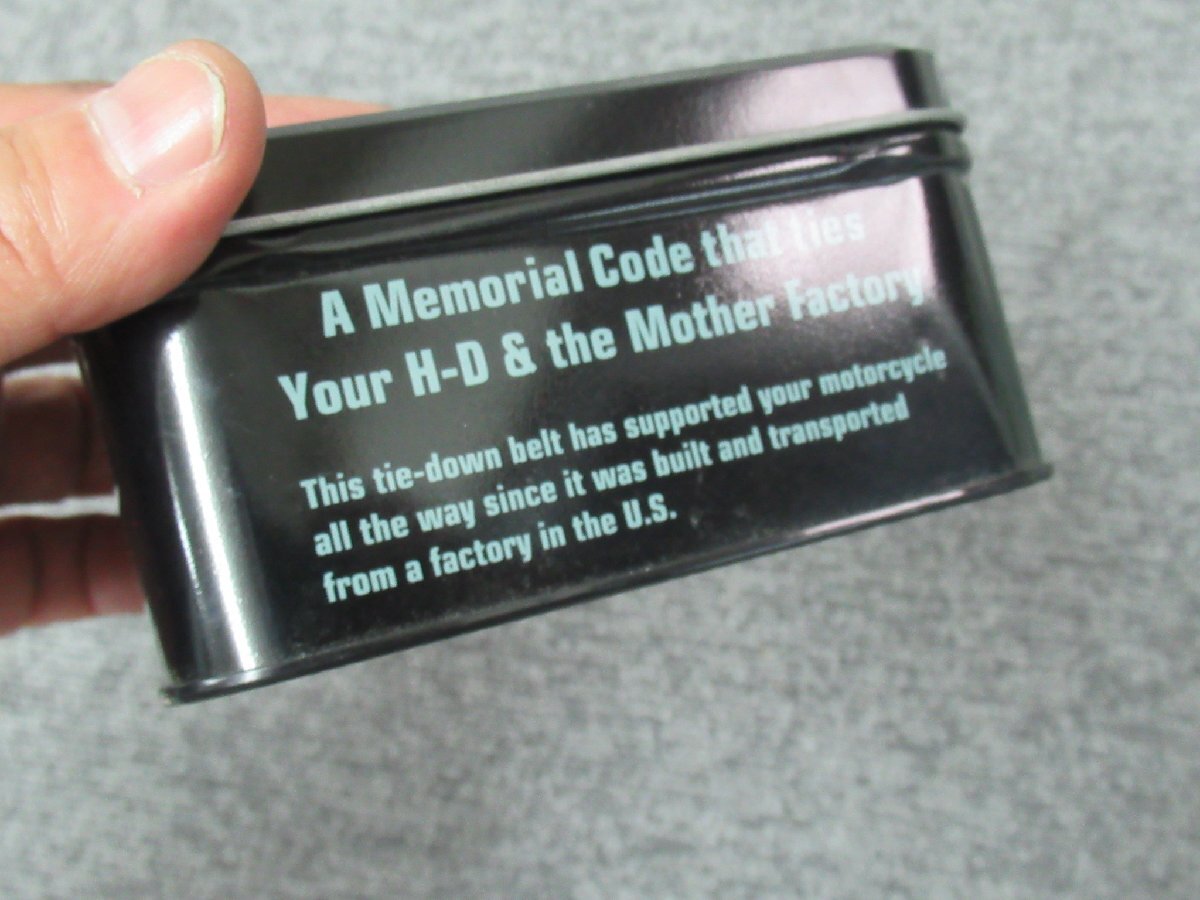 A Memorial Code that ties
Your H-D & the Mother Factory
This tie-down belt has supported your motorcycle
all the way since it was built and transported
from a factory in the U.S.